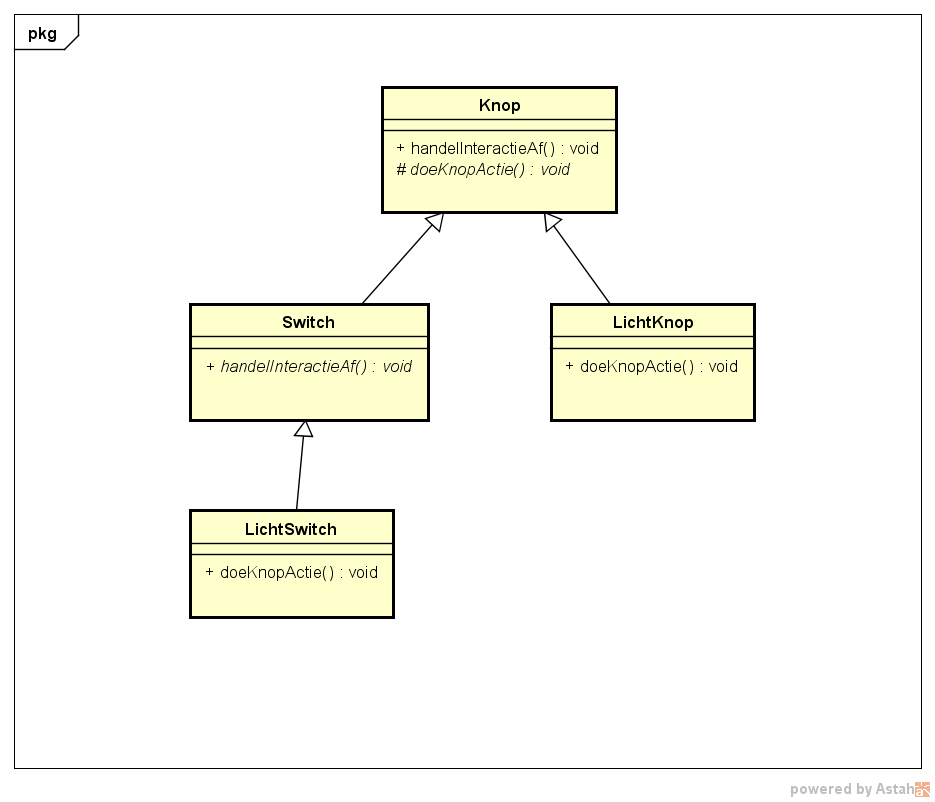 pkg
Knop
+ handelInteractieAf() : void
# doeKnopActie() : void
Switch
+ handelInteractieAf() : void
LichtKnop
+ doeKnopActie() : void
LichtSwitch
+ doeKnopActie() : void
powered by Astah